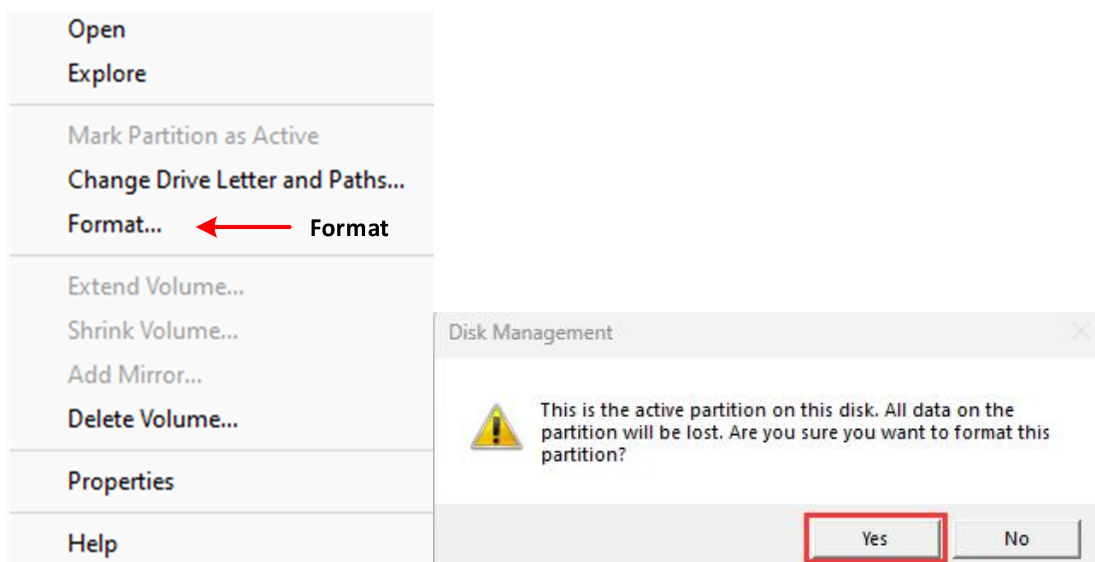 Open
Explore
Mark Partition as Active
Change Drive Letter and Paths...
Format...
Format
Extend Volume...
Shrink Volume...
Add Mirror...
Delete Volume...
Properties
Help
Disk Management
This is the active partition on this disk. All data on the
partition will be lost. Are you sure you want to format this
partition?
Yes
No